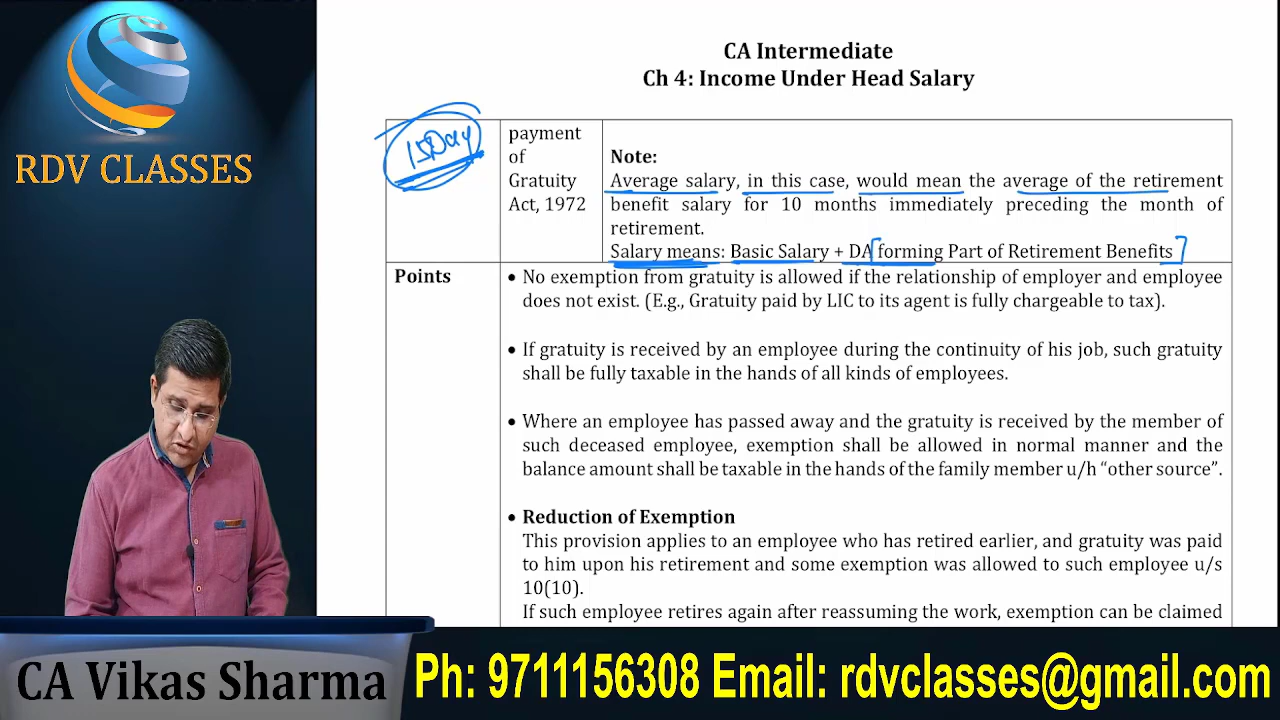 CA Intermediate
Ch 4: Income Under Head Salary
RDV CLASSES
15 Day
payment
of
Gratuity
Act, 1972
Note:
Average salary, in this case, would mean the average of the retirement
benefit salary for 10 months immediately preceding the month of
retirement.
Salary means: Basic Salary + DA [forming Part of Retirement Benefits]
Points
• No exemption from gratuity is allowed if the relationship of employer and employee
does not exist. (E.g., Gratuity paid by LIC to its agent is fully chargeable to tax).
• If gratuity is received by an employee during the continuity of his job, such gratuity
shall be fully taxable in the hands of all kinds of employees.
• Where an employee has passed away and the gratuity is received by the member of
such deceased employee, exemption shall be allowed in normal manner and the
balance amount shall be taxable in the hands of the family member u/h “other source”.
• Reduction of Exemption
This provision applies to an employee who has retired earlier, and gratuity was paid
to him upon his retirement and some exemption was allowed to such employee u/s
10(10).
If such employee retires again after reassuming the work, exemption can be claimed
CA Vikas Sharma
Ph: 9711156308 Email: rdvclasses@gmail.com